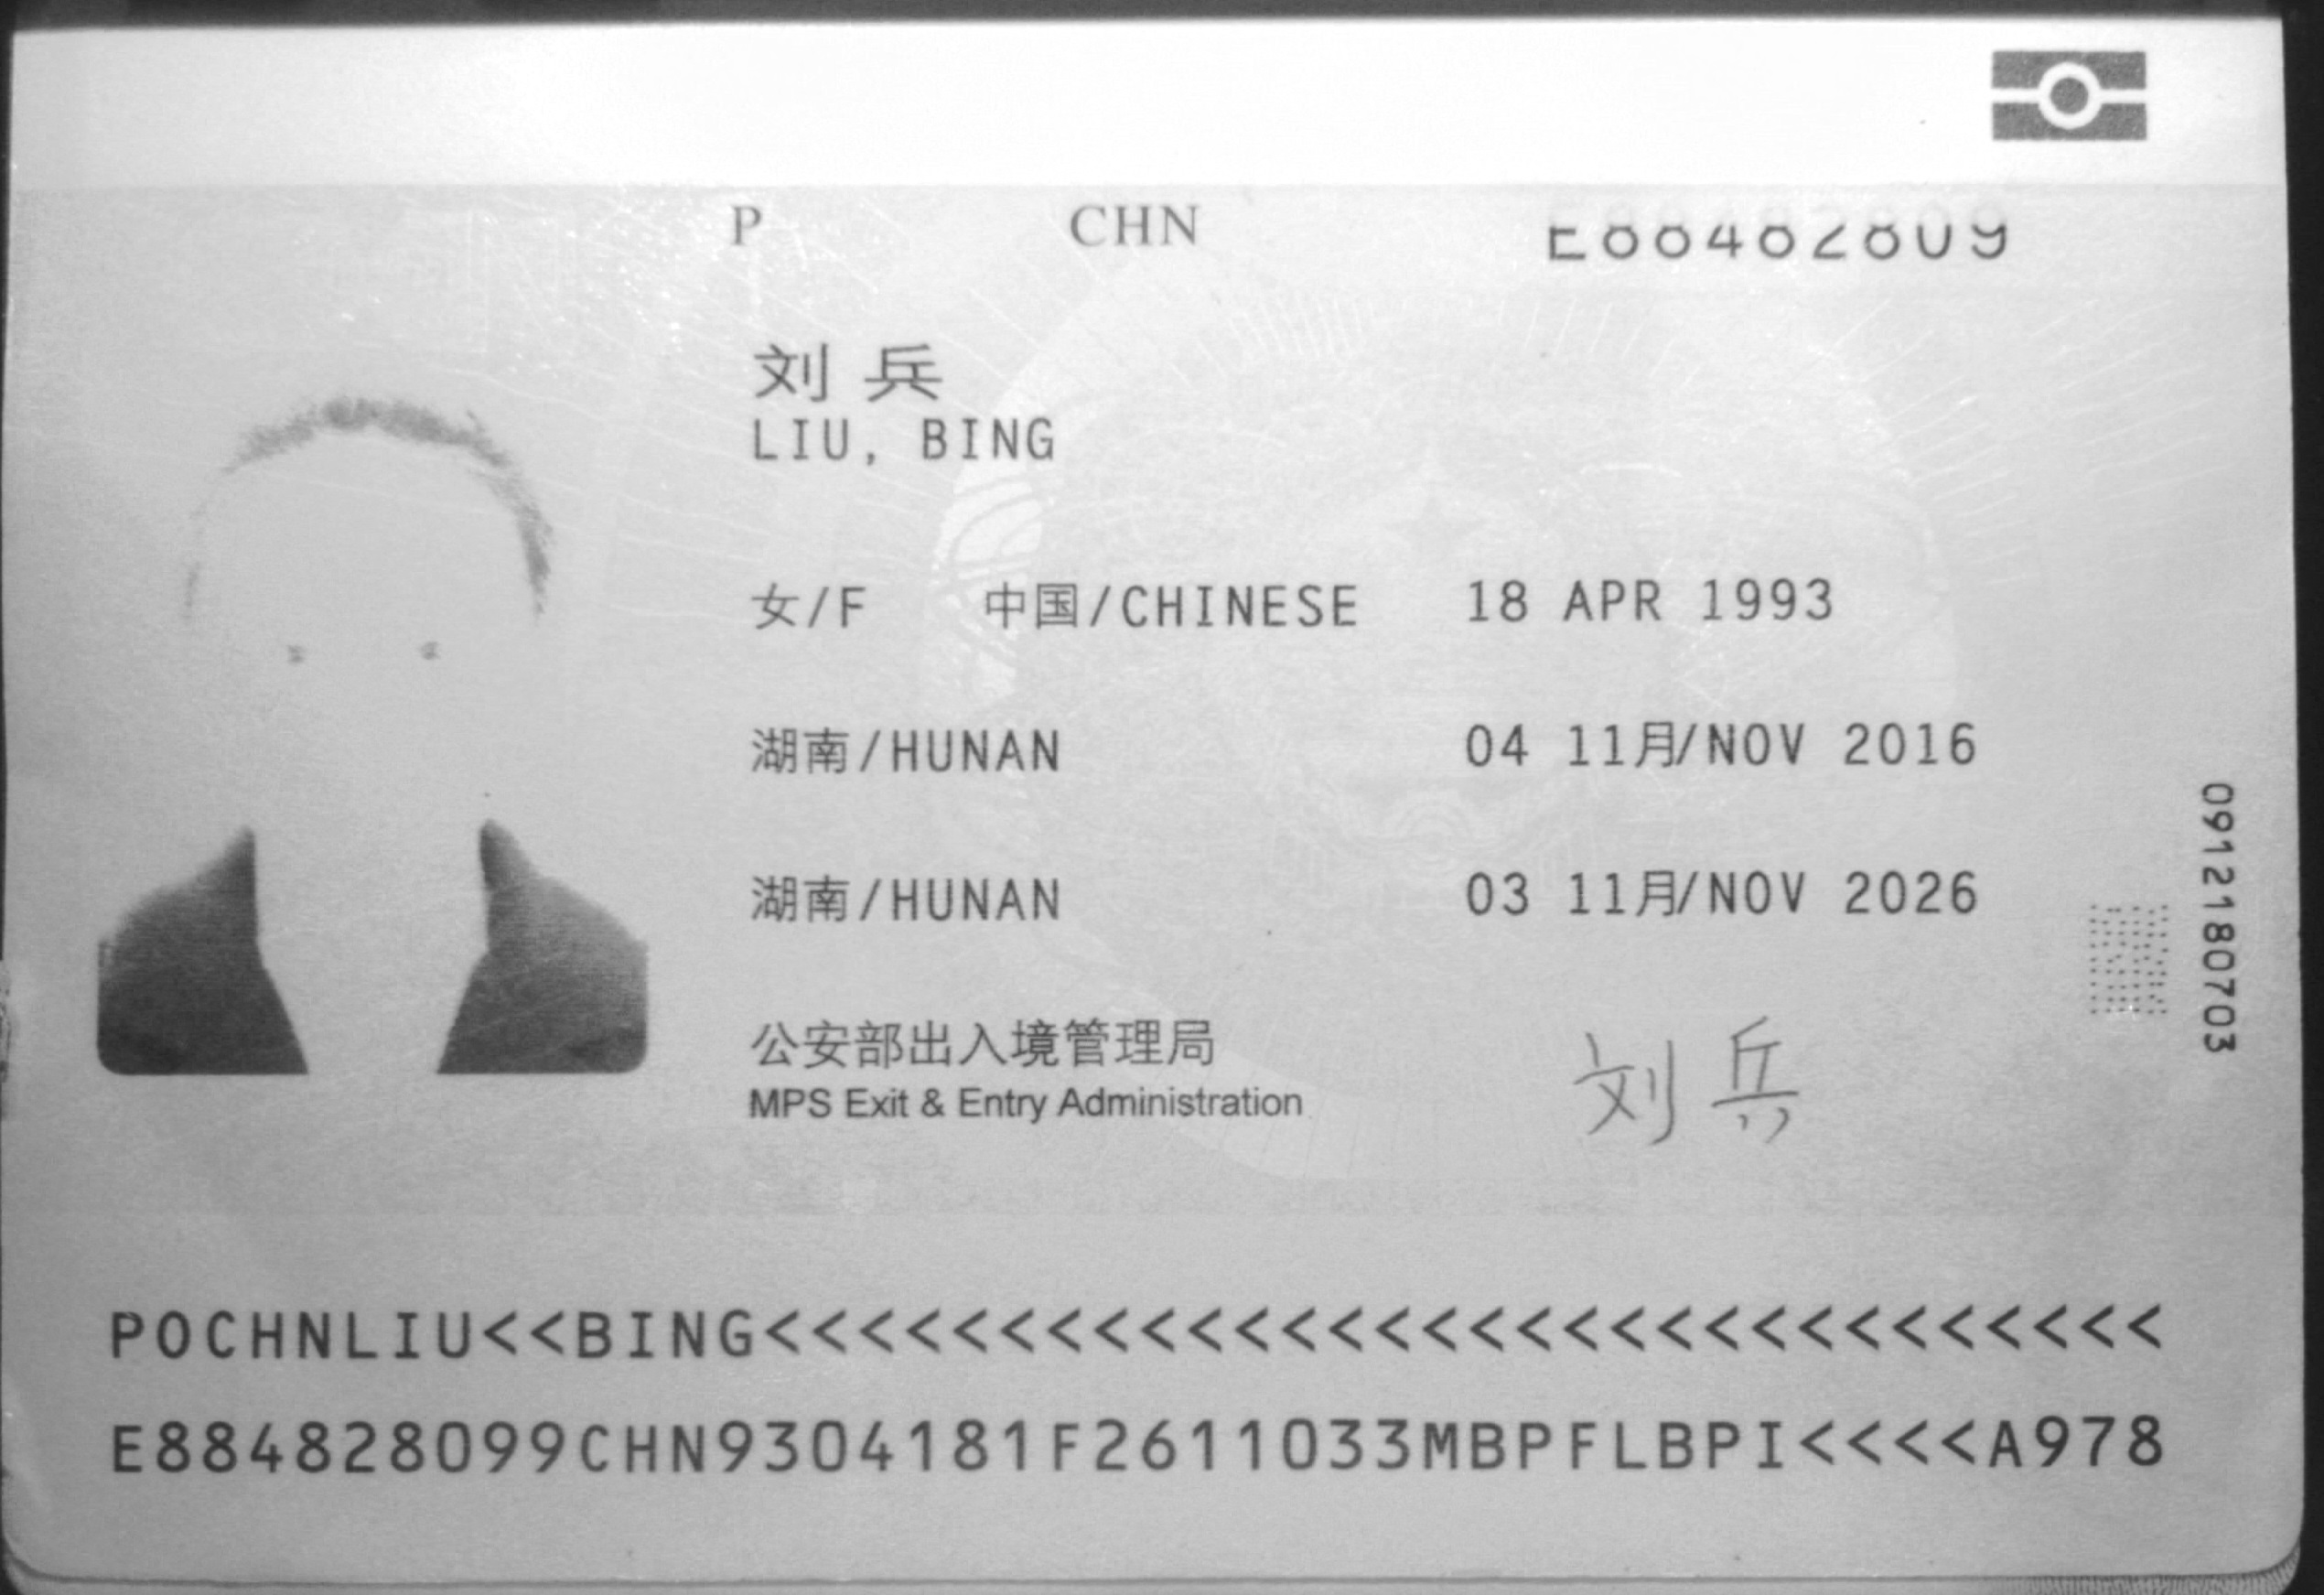 P CHN E88482809
刘 兵
LIU, BING
女/F 中国/CHINESE 18 APR 1993
湖南/HUNAN 04 11月/NOV 2016
湖南/HUNAN 03 11月/NOV 2026
公安部出入境管理局
MPS Exit & Entry Administration
刘兵
0912180703
POCHNLIU<<BING<<<<<<<<<<<<<<<<<<<<<<<<<<<<<<
E884828099CHN9304181F2611033MBPFLBPI<<<<A978